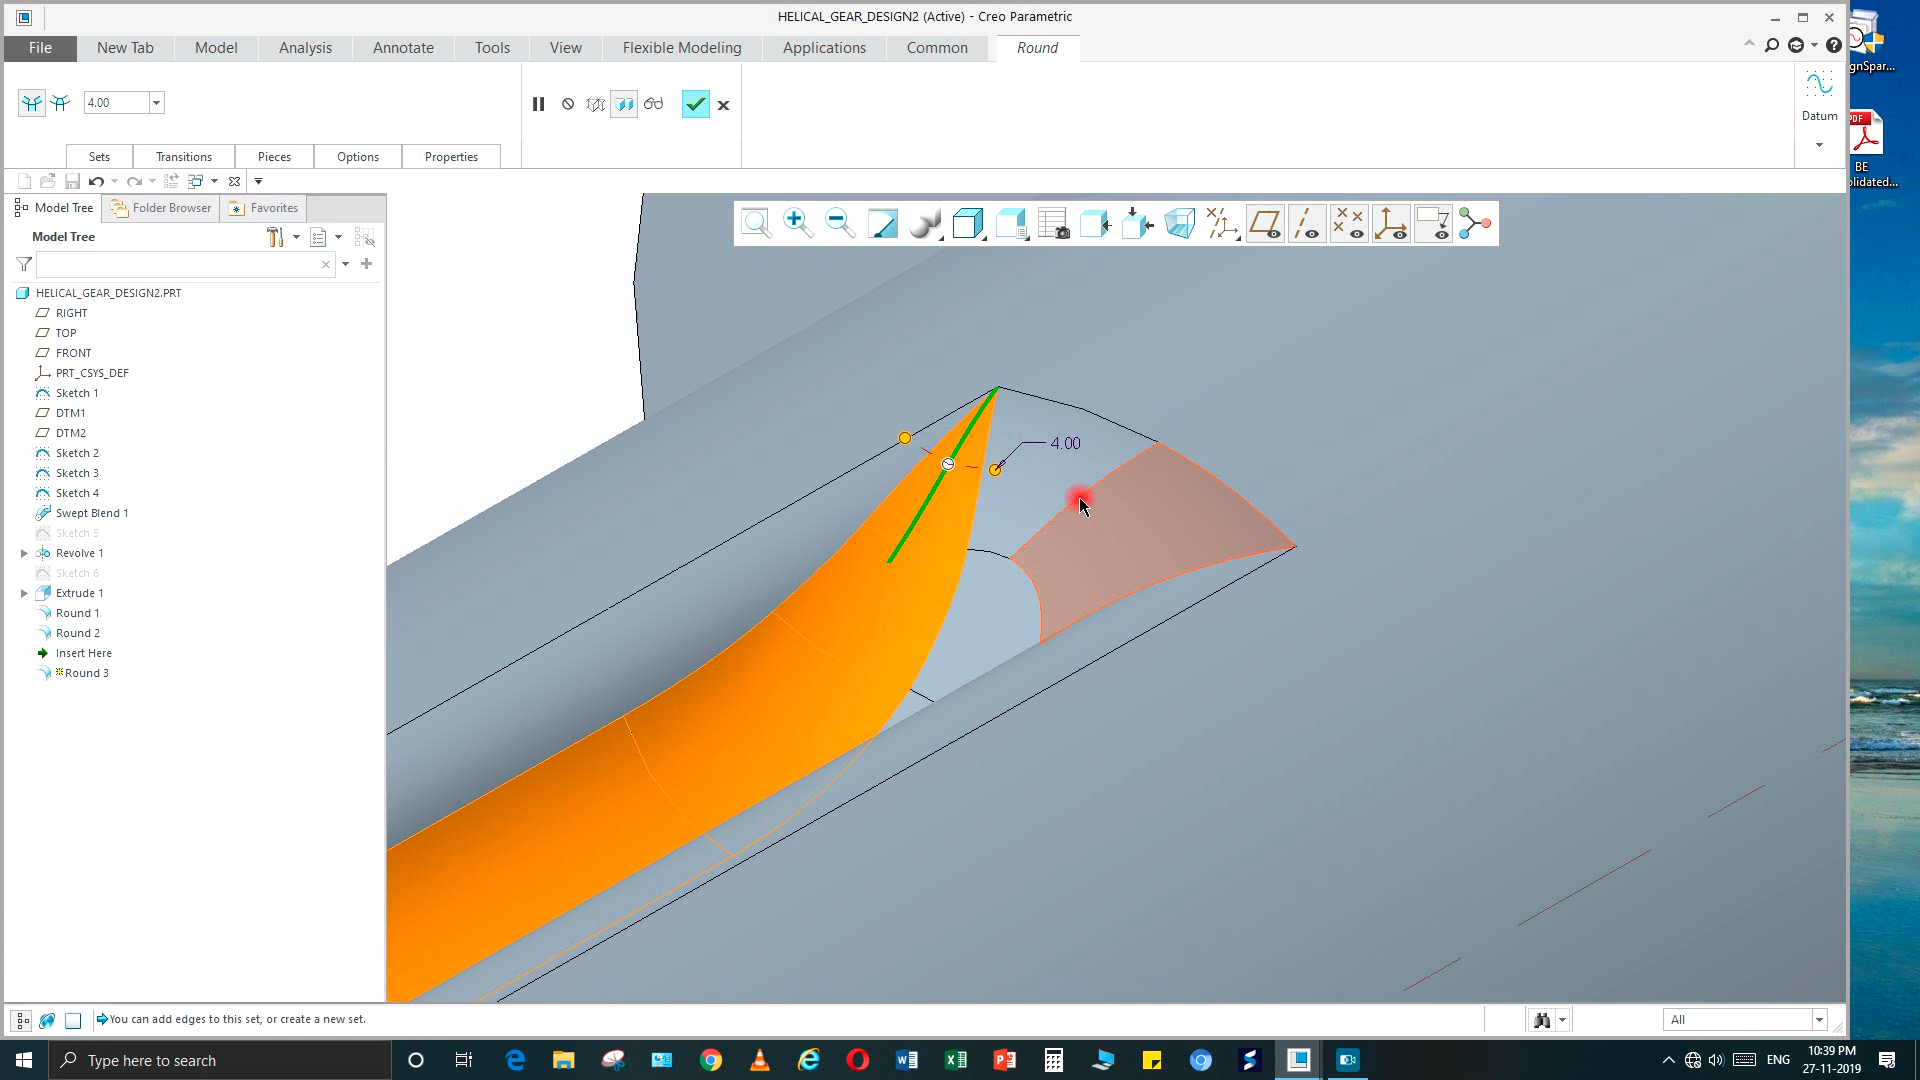 HELICAL_GEAR_DESIGN2 (Active) - Creo Parametric
File
New Tab
Model
Analysis
Annotate
Tools
View
Flexible Modeling
Applications
Common
Round
4.00
Datum
Sets
Transitions
Pieces
Options
Properties
Model Tree
Folder Browser
Favorites
Model Tree
HELICAL_GEAR_DESIGN2.PRT
RIGHT
TOP
FRONT
PRT_CSYS_DEF
Sketch 1
DTM1
DTM2
Sketch 2
Sketch 3
Sketch 4
Swept Blend 1
Sketch 5
Revolve 1
Sketch 6
Extrude 1
Round 1
Round 2
Insert Here
Round 3
4.00
gnSpar...
PDF
BE
lidated...
You can add edges to this set, or create a new set.
All
Type here to search
ENG
10:39 PM
27-11-2019